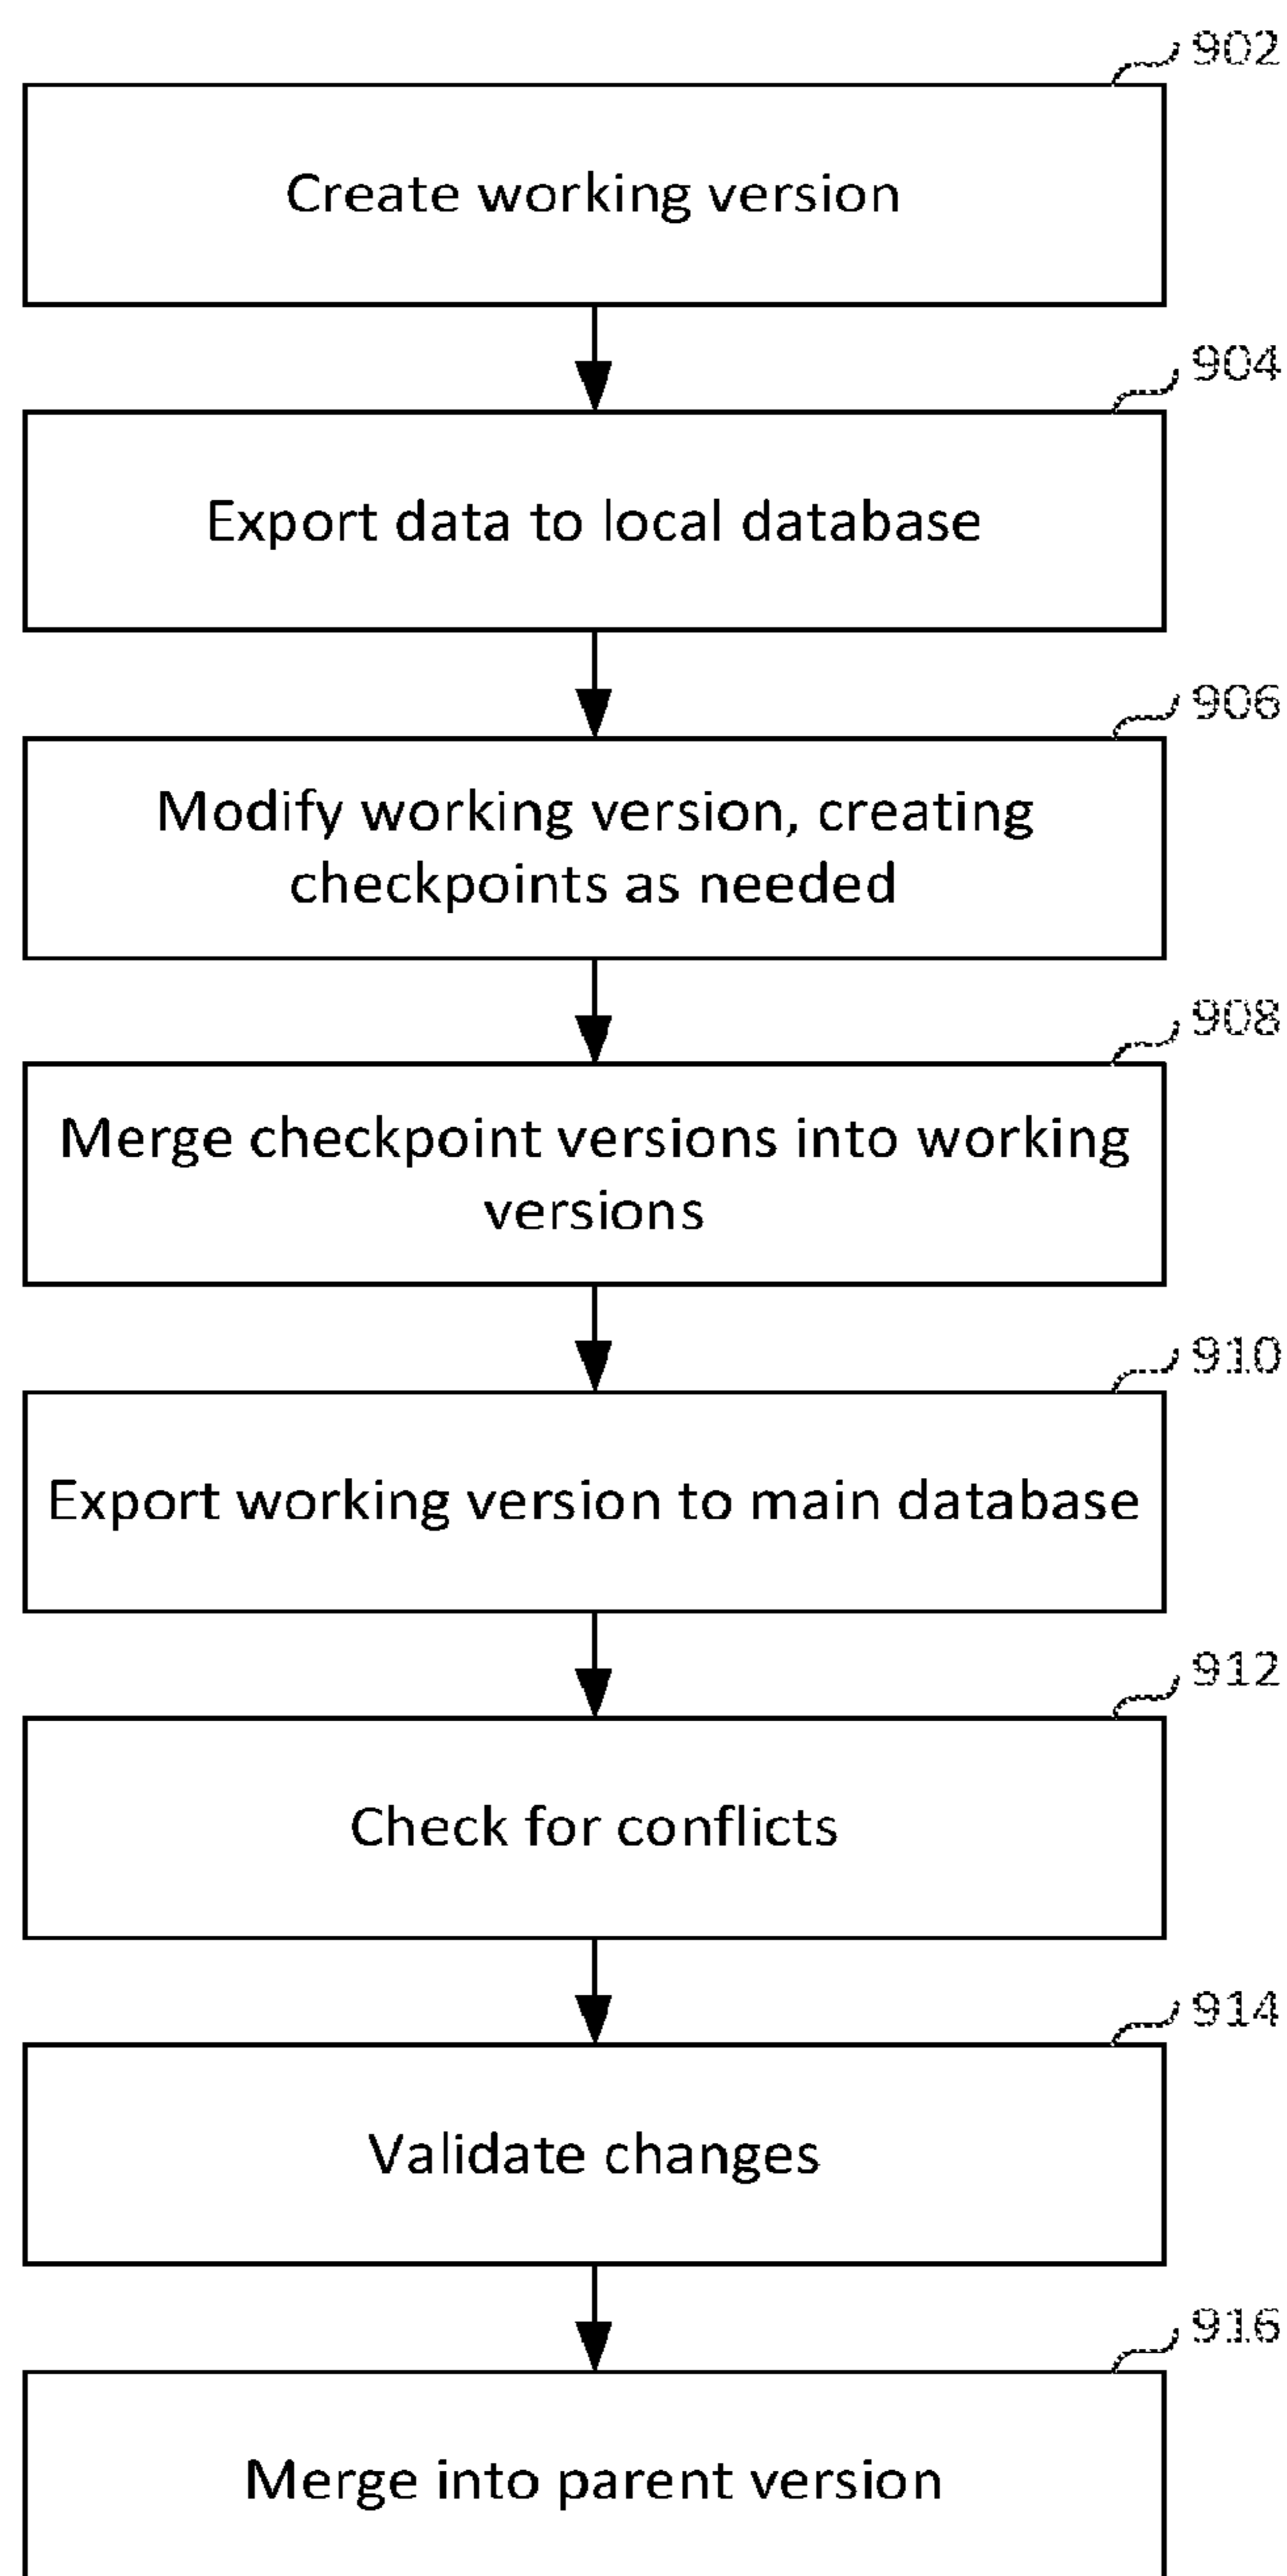 902
Create working version
904
Export data to local database
906
Modify working version, creating
checkpoints as needed
908
Merge checkpoint versions into working
versions
910
Export working version to main database
912
Check for conflicts
914
Validate changes
916
Merge into parent version